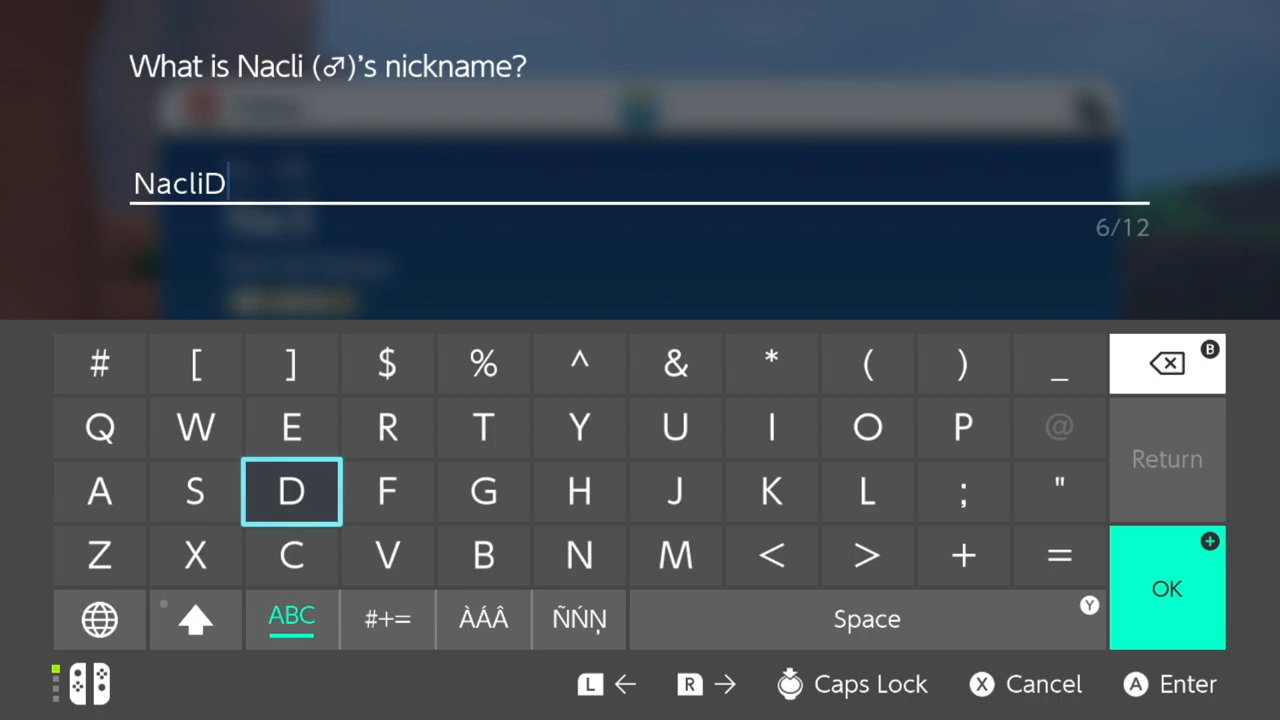 What is Nacli (♂)'s nickname?
NacliD
6/12
# [ ] $ % ^ & * ( ) _ B
Q W E R T Y U I O P @ Return
A S D F G H J K L ; "
Z X C V B N M < > + = + OK
ABC #+= ÀÁÂ ÑŃŅ Space Y
L ← R → Caps Lock X Cancel A Enter